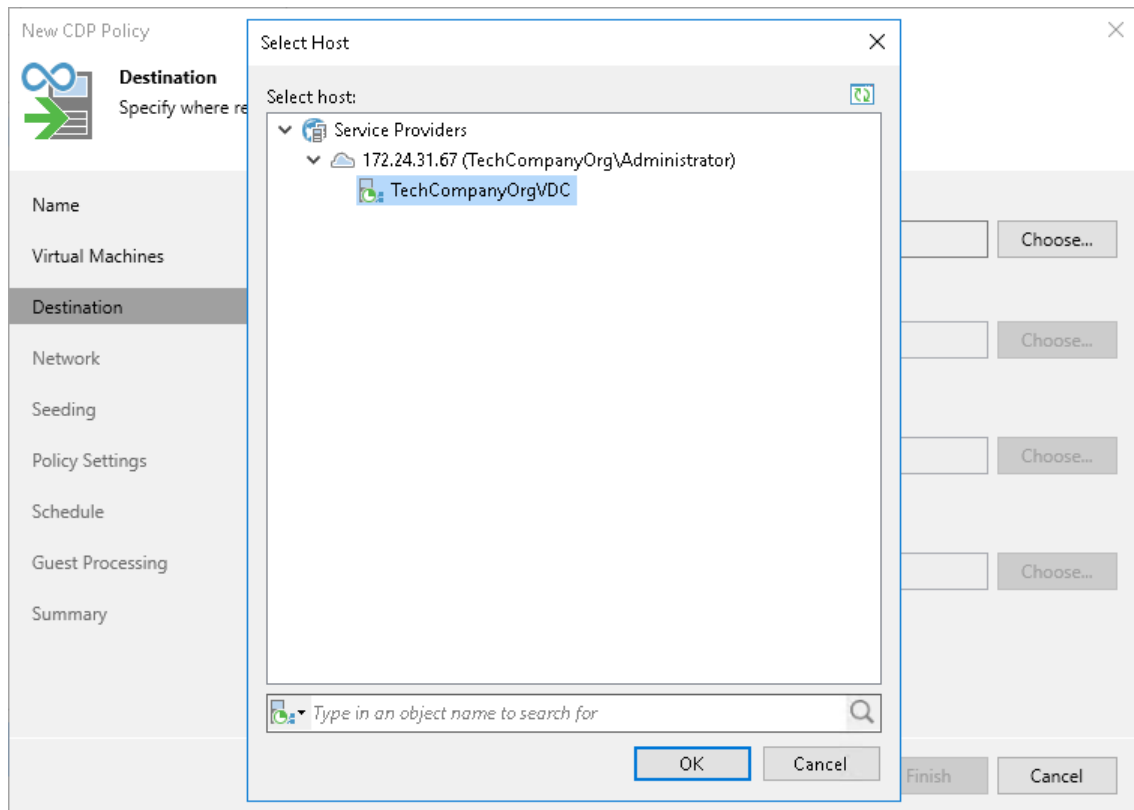 New CDP Policy
Destination
Specify where re
Name
Virtual Machines
Destination
Network
Seeding
Policy Settings
Schedule
Guest Processing
Summary
Select Host
Select host:
Service Providers
172.24.31.67 (TechCompanyOrg\Administrator)
TechCompanyOrgVDC
Type in an object name to search for
OK
Cancel
Choose...
Choose...
Choose...
Choose...
Finish
Cancel